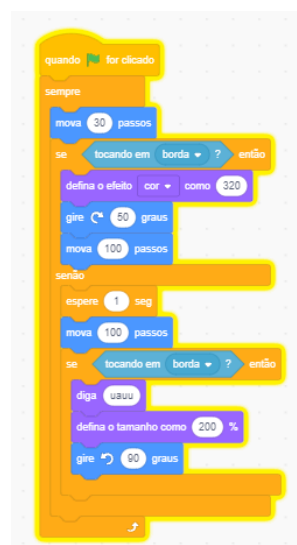 quando for clicado
sempre
mova 30 passos
se tocando em borda ? então
defina o efeito cor como 320
gire 50 graus
mova 100 passos
senão
espere 1 seg
mova 100 passos
se tocando em borda ? então
diga uauu
defina o tamanho como 200 %
gire 90 graus